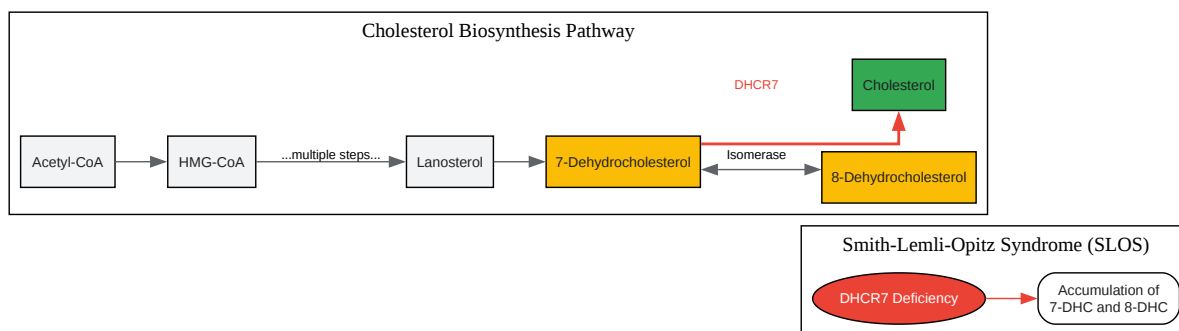 Cholesterol Biosynthesis Pathway
DHCR7
Cholesterol
Acetyl-CoA
HMG-CoA
...multiple steps...
Lanosterol
7-Dehydrocholesterol
Isomerase
8-Dehydrocholesterol
Smith-Lemli-Opitz Syndrome (SLOS)
DHCR7 Deficiency
Accumulation of
7-DHC and 8-DHC